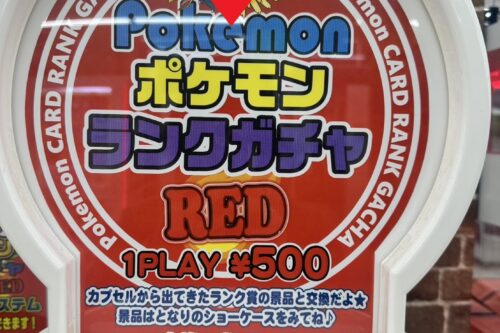 Pokémon
ポケモン
ランクガチャ
RED
1PLAY ¥500
カプセルから出てきたランク賞の景品と交換だよ★
景品はとなりのショーケースをみてね♪
Pokemon CARD RANK GACHA
Pokemon CARD RANK GACHA
RED